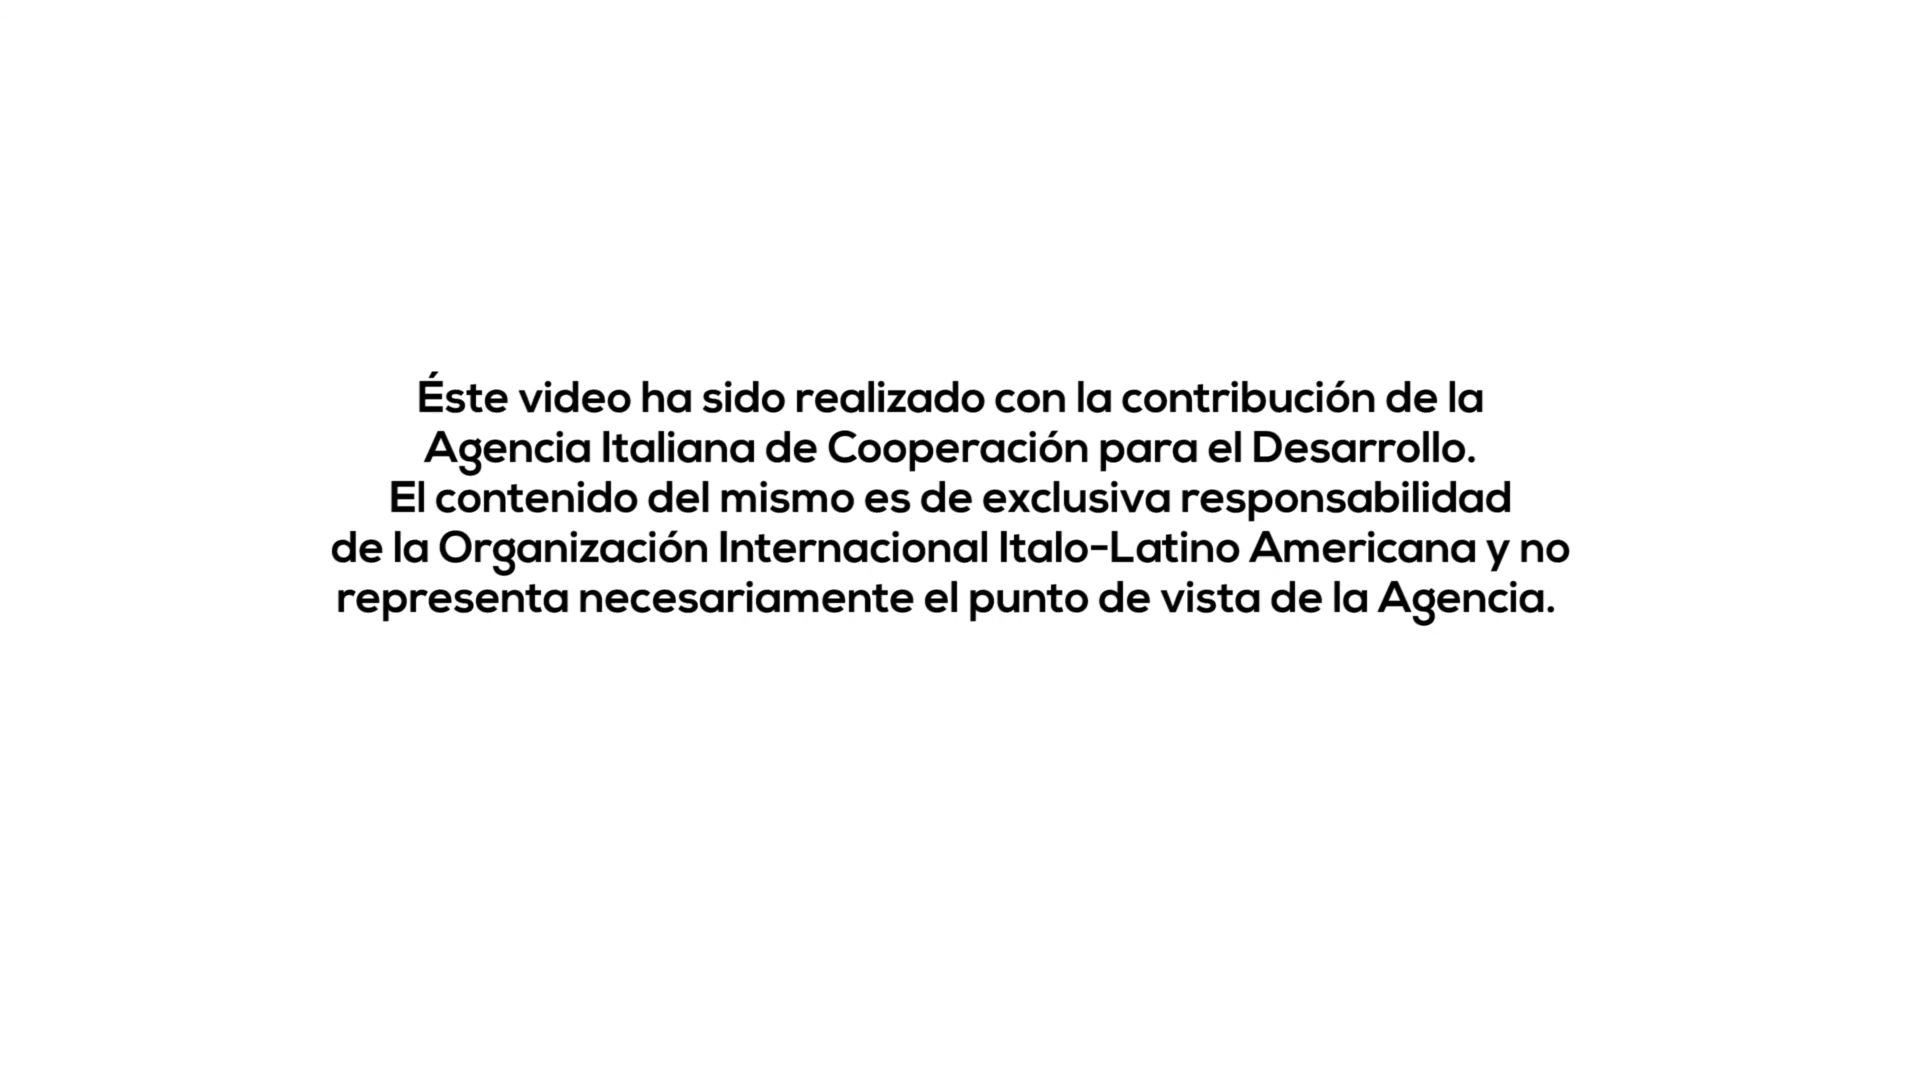 Éste video ha sido realizado con la contribución de la
Agencia Italiana de Cooperación para el Desarrollo.
El contenido del mismo es de exclusiva responsabilidad
de la Organización Internacional Italo-Latino Americana y no
representa necesariamente el punto de vista de la Agencia.